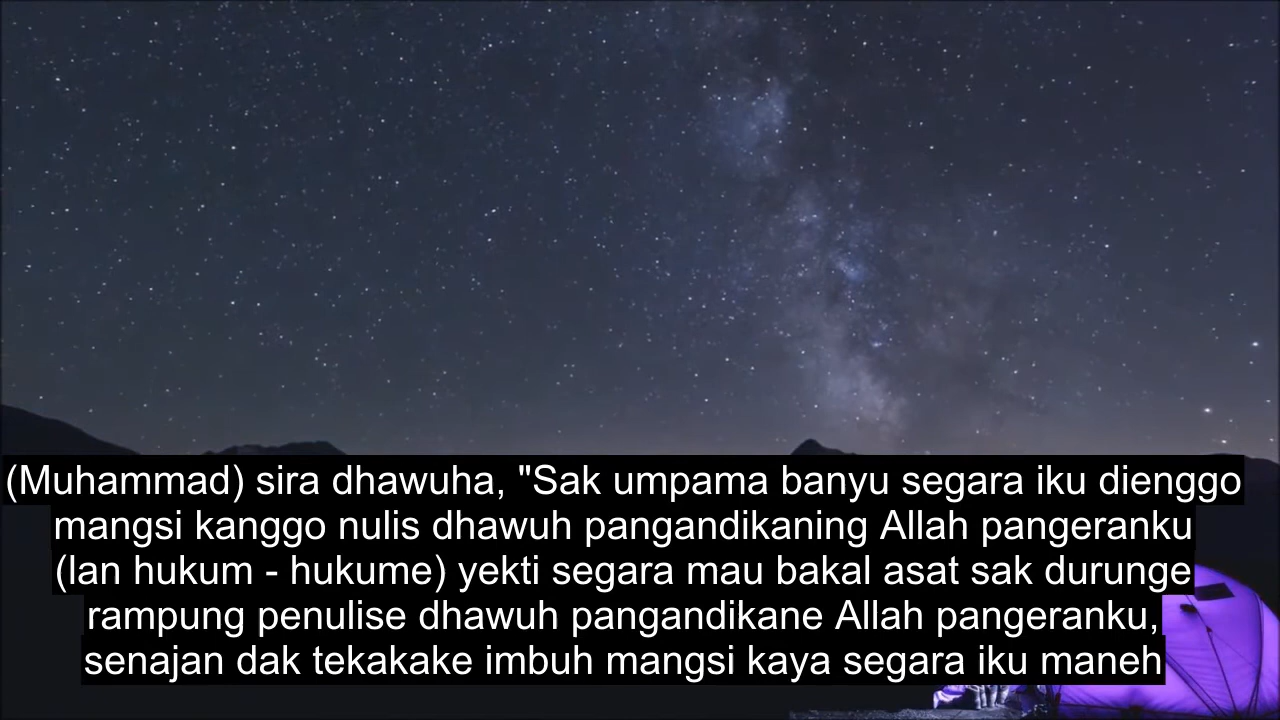 (Muhammad) sira dhawuha, "Sak umpama banyu segara iku dienggo
mangsi kanggo nulis dhawuh pangandikaning Allah pangeranku
(lan hukum - hukume) yekti segara mau bakal asat sak durunge
rampung penulise dhawuh pangandikane Allah pangeranku,
senajan dak tekakake imbuh mangsi kaya segara iku maneh